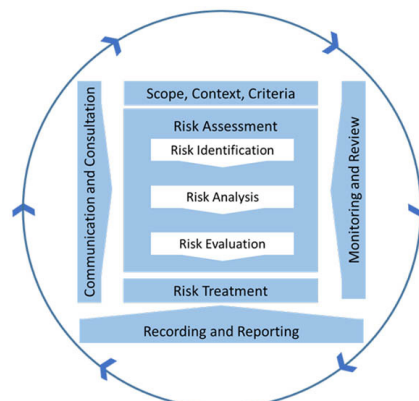 Scope, Context, Criteria
Communication and Consultation
Risk Assessment
Risk Identification
Risk Analysis
Risk Evaluation
Monitoring and Review
Risk Treatment
Recording and Reporting